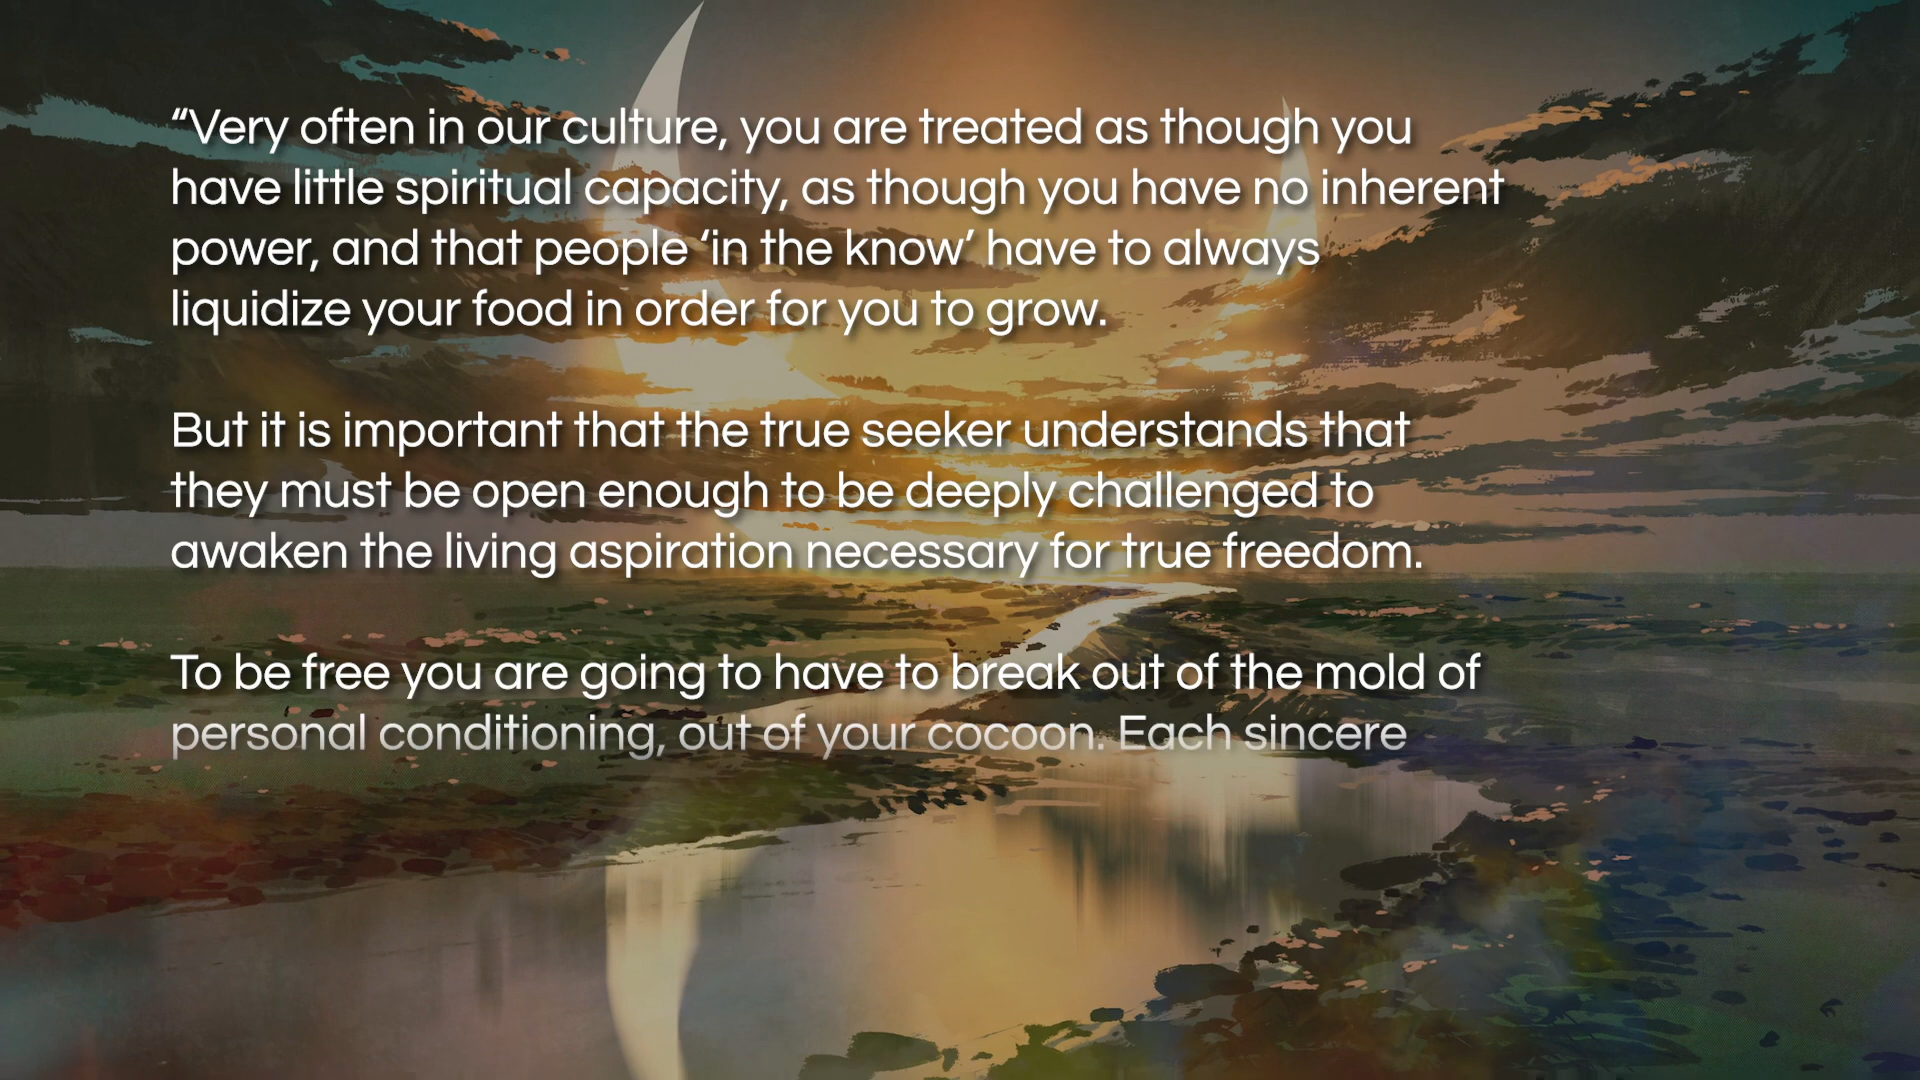 “Very often in our culture, you are treated as though you
have little spiritual capacity, as though you have no inherent
power, and that people ‘in the know’ have to always
liquidize your food in order for you to grow.
But it is important that the true seeker understands that
they must be open enough to be deeply challenged to
awaken the living aspiration necessary for true freedom.
To be free you are going to have to break out of the mold of
personal conditioning, out of your cocoon. Each sincere